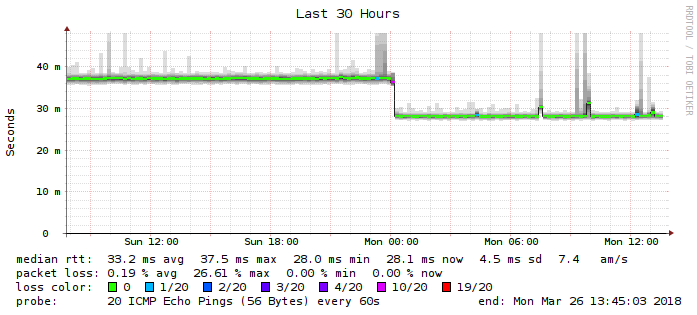 Last 30 Hours
RRDTOOL / TOBI OETIKER
Seconds
40 m
30 m
20 m
10 m
0
Sun 12:00 Sun 18:00 Mon 00:00 Mon 06:00 Mon 12:00
median rtt: 33.2 ms avg 37.5 ms max 28.0 ms min 28.1 ms now 4.5 ms sd 7.4 am/s
packet loss: 0.19 % avg 26.61 % max 0.00 % min 0.00 % now
loss color: 0 1/20 2/20 3/20 4/20 10/20 19/20
probe: 20 ICMP Echo Pings (56 Bytes) every 60s end: Mon Mar 26 13:45:03 2018